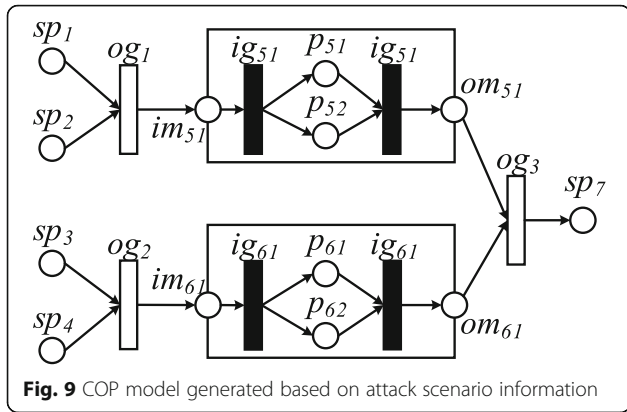 sp1
og1
ig51
p51
ig51
om51
sp2
im51
p52
og3
sp7
sp3
og2
ig61
p61
ig61
sp4
im61
p62
om61
Fig. 9 COP model generated based on attack scenario information